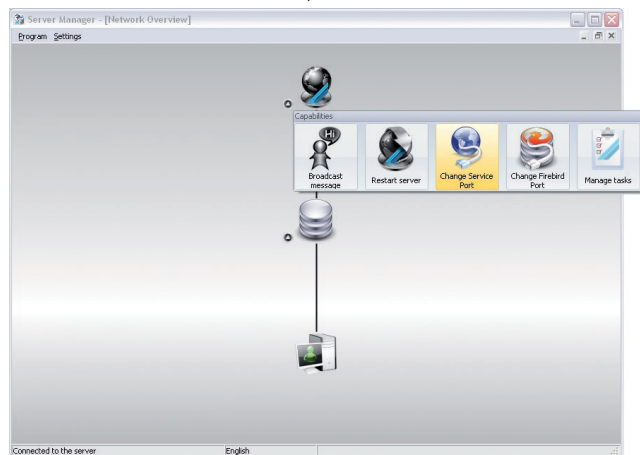 Server Manager - [Network Overview]
Program Settings
Capabilities
Hi
Broadcast
message
Restart server
Change Service
Port
Change Firebird
Port
Manage tasks
Connected to the server
English